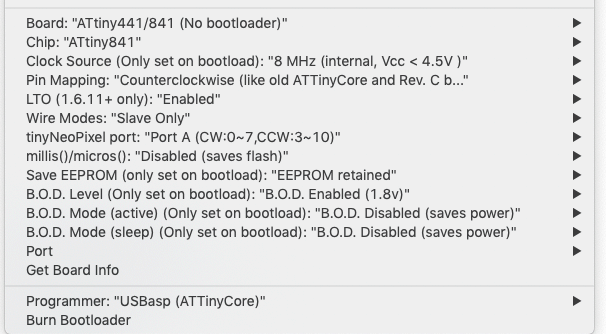 Board: "ATtiny441/841 (No bootloader)"
Chip: "ATtiny841"
Clock Source (Only set on bootload): "8 MHz (internal, Vcc < 4.5V )"
Pin Mapping: "Counterclockwise (like old ATTinyCore and Rev. C b..."
LTO (1.6.11+ only): "Enabled"
Wire Modes: "Slave Only"
tinyNeoPixel port: "Port A (CW:0~7,CCW:3~10)"
millis()/micros(): "Disabled (saves flash)"
Save EEPROM (only set on bootload): "EEPROM retained"
B.O.D. Level (Only set on bootload): "B.O.D. Enabled (1.8v)"
B.O.D. Mode (active) (Only set on bootload): "B.O.D. Disabled (saves power)"
B.O.D. Mode (sleep) (Only set on bootload): "B.O.D. Disabled (saves power)"
Port
Get Board Info
Programmer: "USBasp (ATTinyCore)"
Burn Bootloader